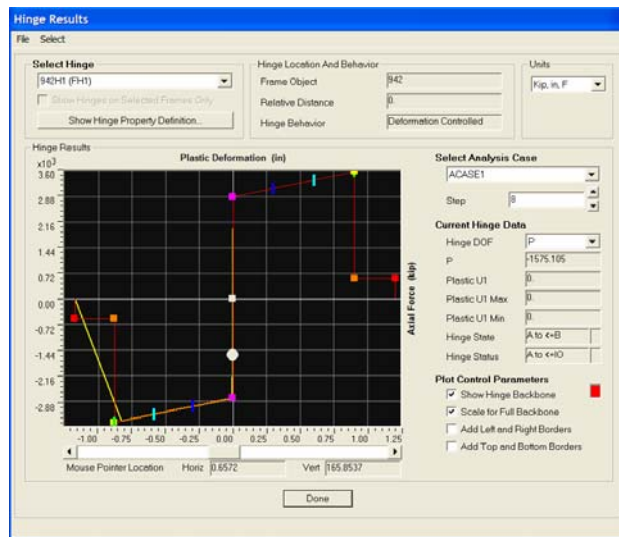 Hinge Results
File Select
Select Hinge
942H1 (FH1)
Show Hinges on Selected Frames Only
Show Hinge Property Definition...
Hinge Location And Behavior
Frame Object 942
Relative Distance 0.
Hinge Behavior Deformation Controlled
Units
Kip, in, F
Hinge Results
x10^3
Plastic Deformation (in)
3.60
2.88
2.16
1.44
0.72
0.00
-0.72
-1.44
-2.16
-2.88
-1.00 -0.75 -0.50 -0.25 0.00 0.25 0.50 0.75 1.00 1.25
Axial Force (kip)
Mouse Pointer Location Horiz 0.6572 Vert 165.8537
Select Analysis Case
ACASE1
Step 8
Current Hinge Data
Hinge DOF P
P -1575.105
Plastic U1 0.
Plastic U1 Max 0.
Plastic U1 Min 0.
Hinge State A to <=B
Hinge Status A to <=IO
Plot Control Parameters
Show Hinge Backbone
Scale for Full Backbone
Add Left and Right Borders
Add Top and Bottom Borders
Done